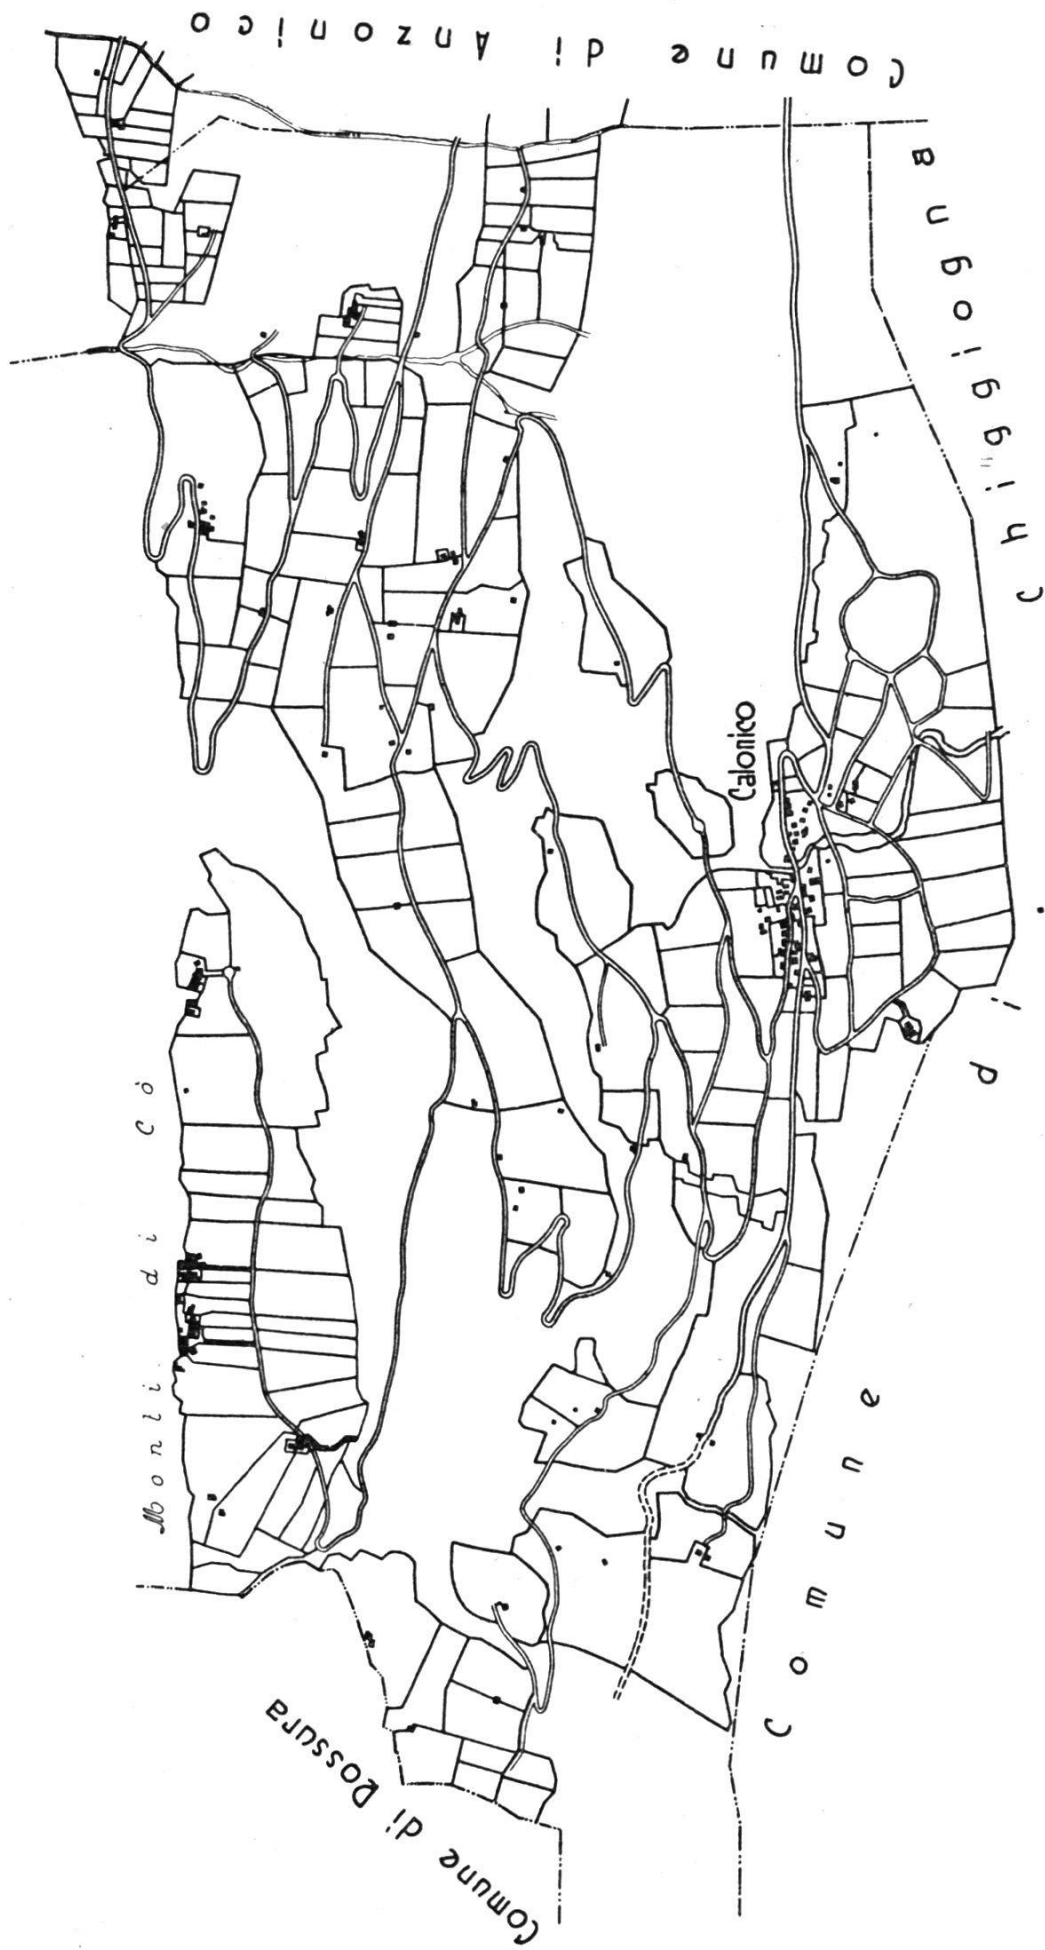 Comune di Anzonico
Comune di Chiggiogna
Calonico
Monti di Cò
Comune di Rossura